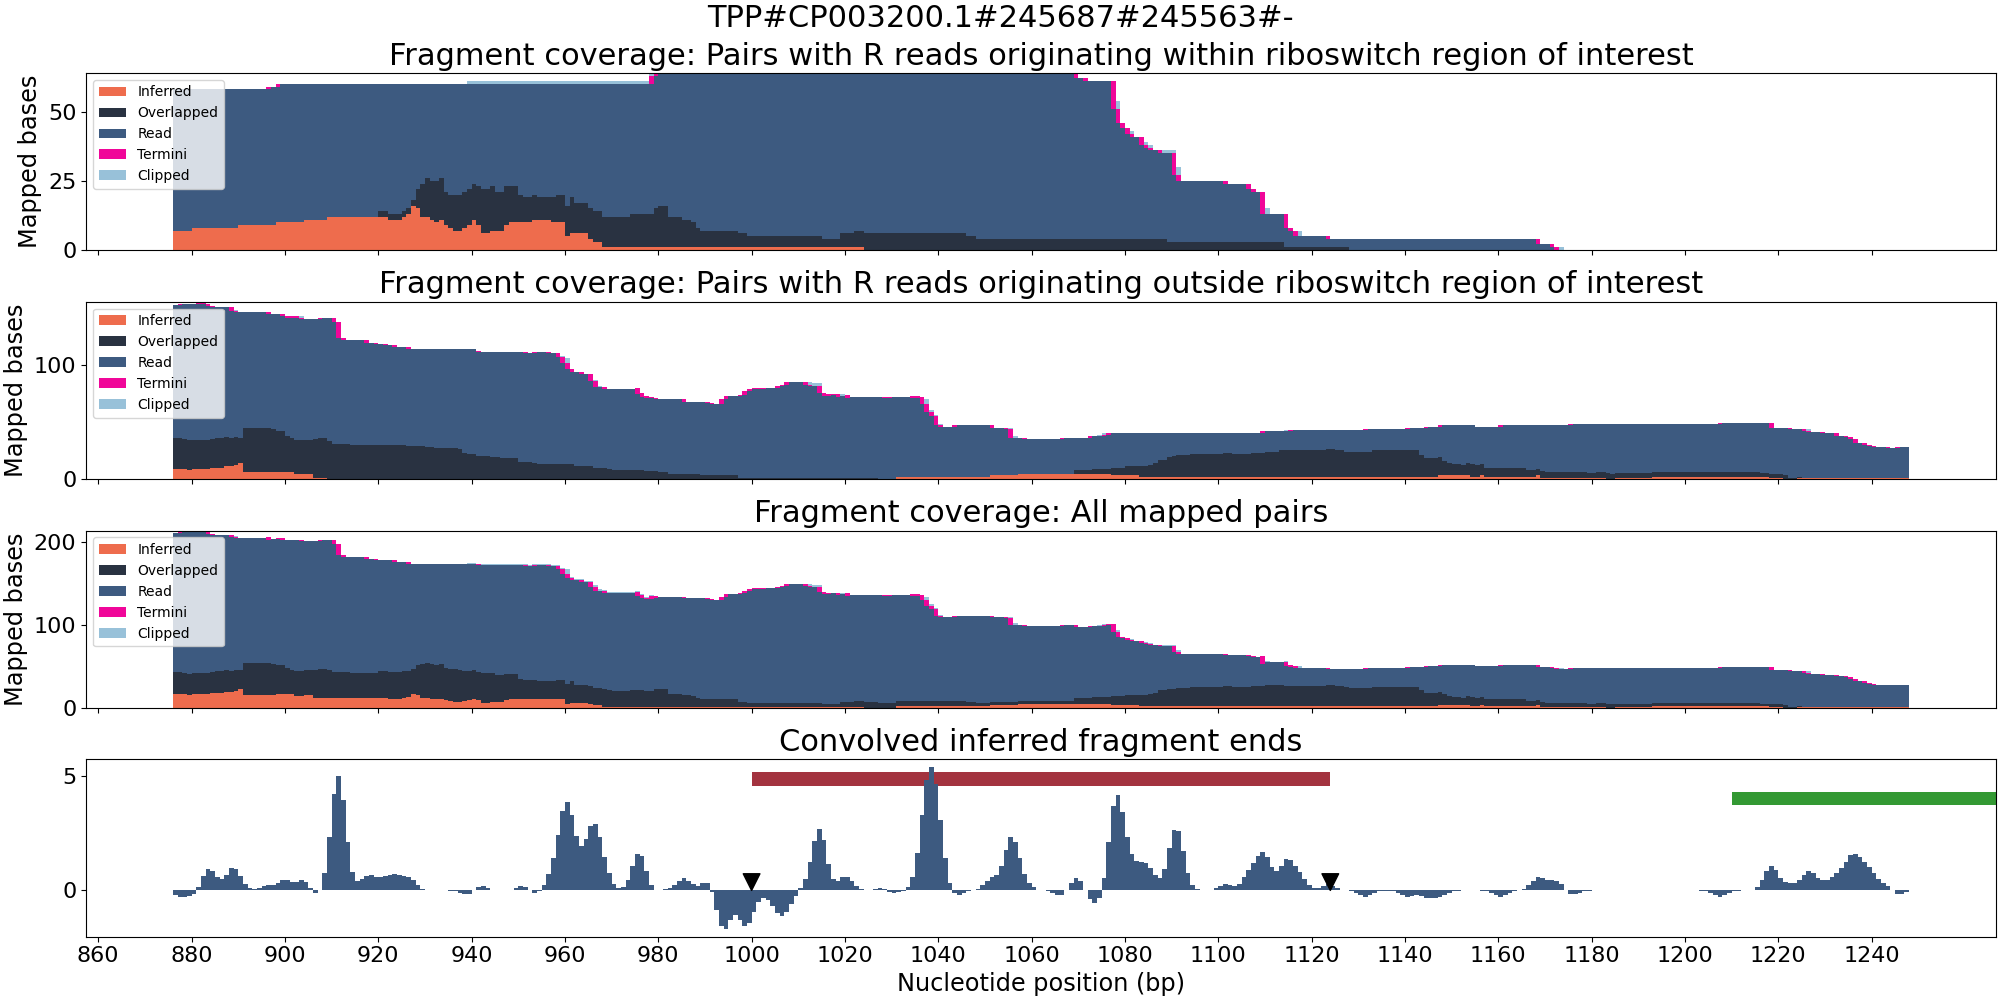 TPP#CP003200.1#245687#245563#-
Fragment coverage: Pairs with R reads originating within riboswitch region of interest
Mapped bases
50
25
0
Inferred
Overlapped
Read
Termini
Clipped
Fragment coverage: Pairs with R reads originating outside riboswitch region of interest
Mapped bases
100
0
Inferred
Overlapped
Read
Termini
Clipped
Fragment coverage: All mapped pairs
Mapped bases
200
100
0
Inferred
Overlapped
Read
Termini
Clipped
Convolved inferred fragment ends
5
0
860 880 900 920 940 960 980 1000 1020 1040 1060 1080 1100 1120 1140 1160 1180 1200 1220 1240
Nucleotide position (bp)